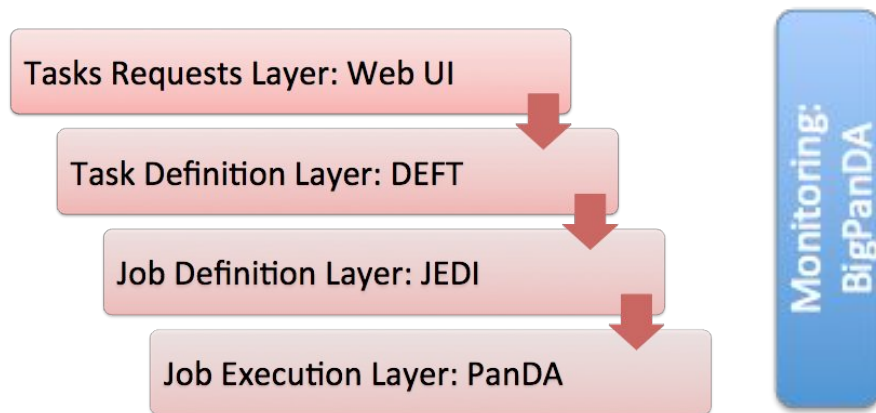 Tasks Requests Layer: Web UI
Task Definition Layer: DEFT
Job Definition Layer: JEDI
Job Execution Layer: PanDA
Monitoring:
BigPanDA